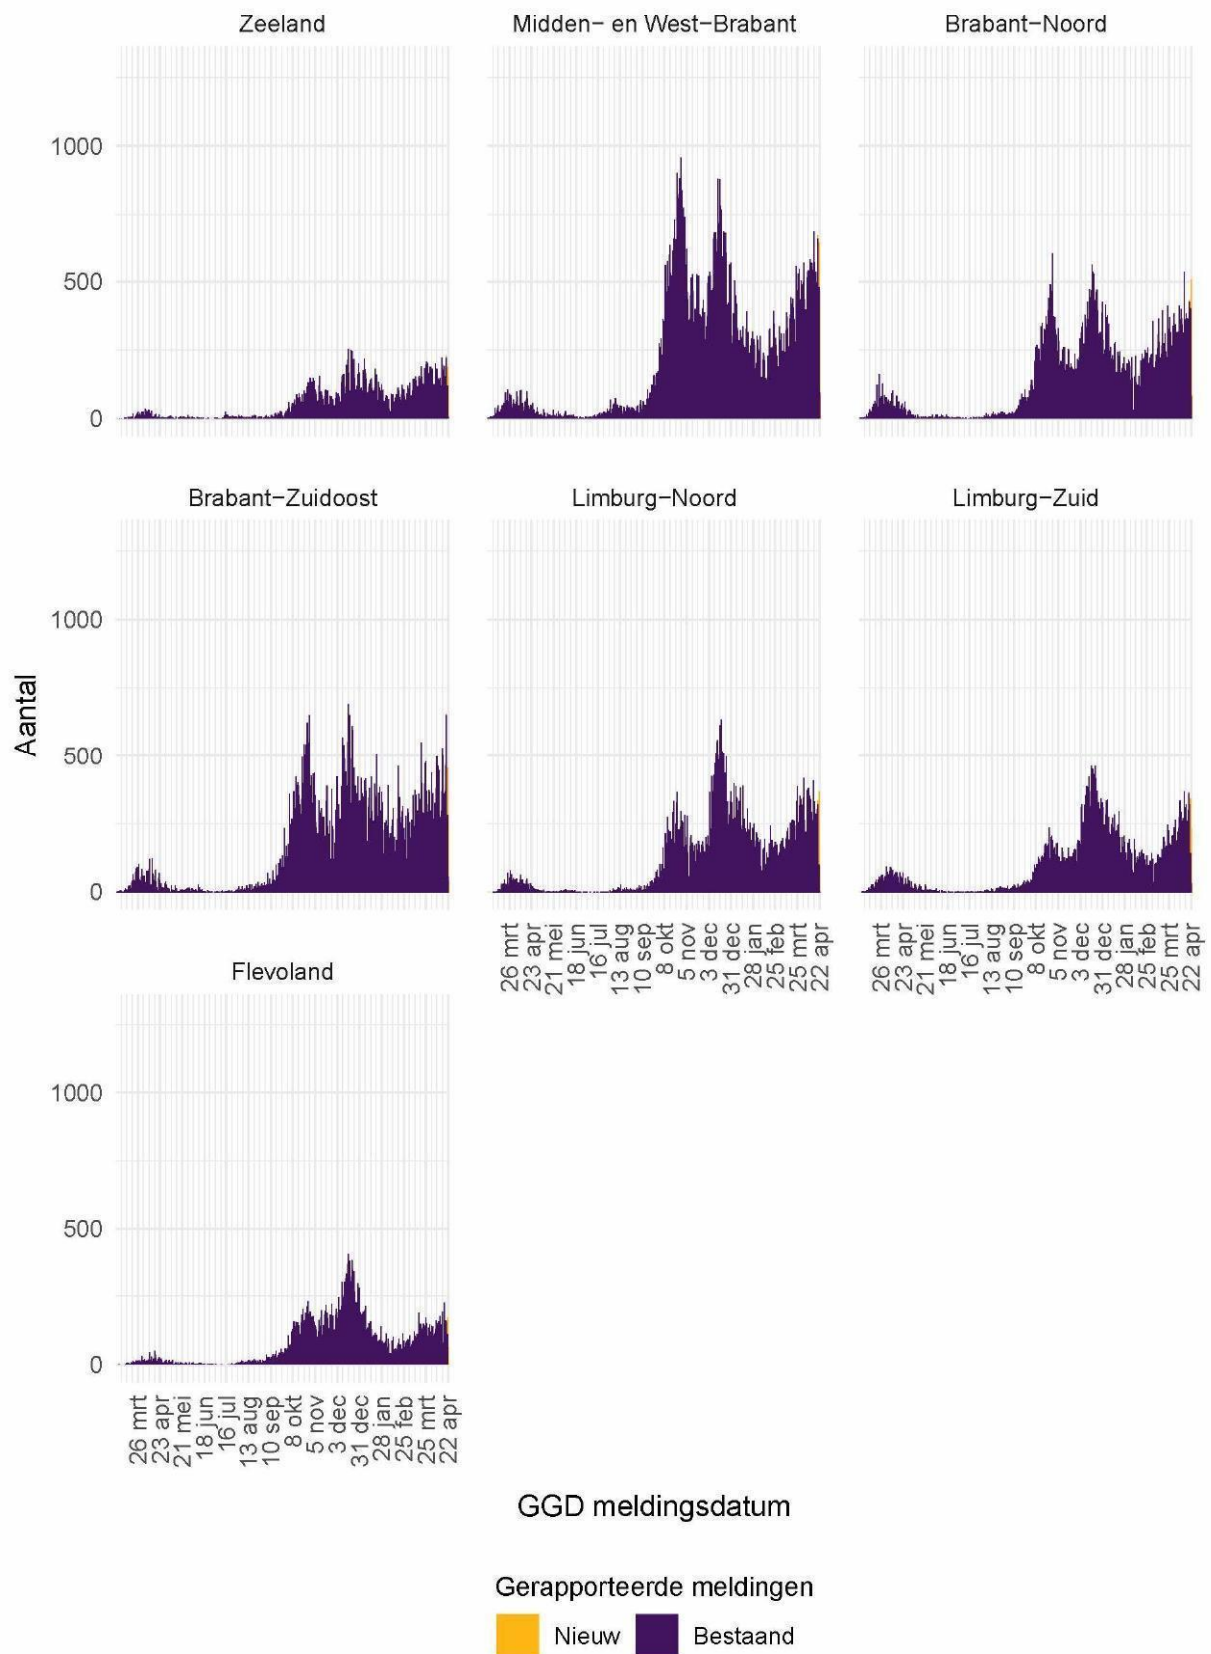 Zeeland
Midden- en West-Brabant
Brabant-Noord
1000
500
0
Brabant-Zuidoost
Limburg-Noord
Limburg-Zuid
1000
500
0
Aantal
26 mrt
23 apr
21 mei
18 jun
16 jul
13 aug
10 sep
8 okt
5 nov
3 dec
31 dec
28 jan
25 feb
25 mrt
22 apr
26 mrt
23 apr
21 mei
18 jun
16 jul
13 aug
10 sep
8 okt
5 nov
3 dec
31 dec
28 jan
25 feb
25 mrt
22 apr
Flevoland
1000
500
0
26 mrt
23 apr
21 mei
18 jun
16 jul
13 aug
10 sep
8 okt
5 nov
3 dec
31 dec
28 jan
25 feb
25 mrt
22 apr
GGD meldingsdatum
Gerapporteerde meldingen
Nieuw
Bestaand